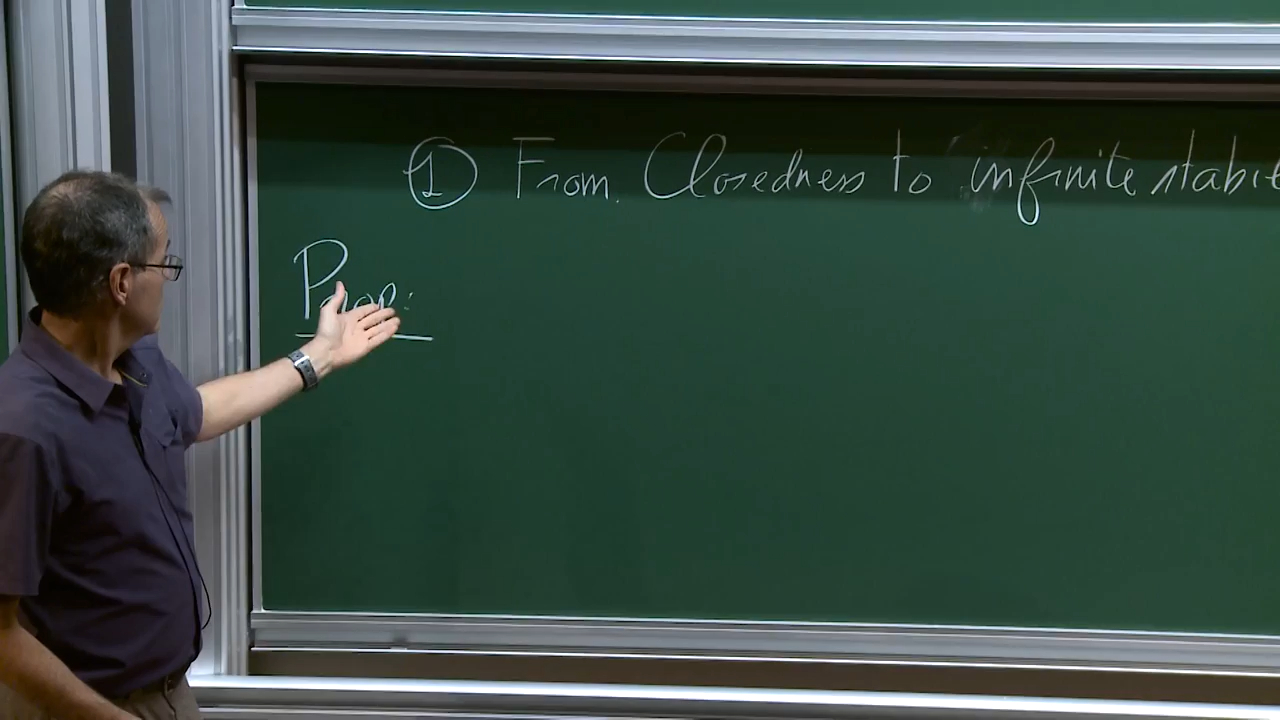 ① From Closedness to infinite stabi
Prop: